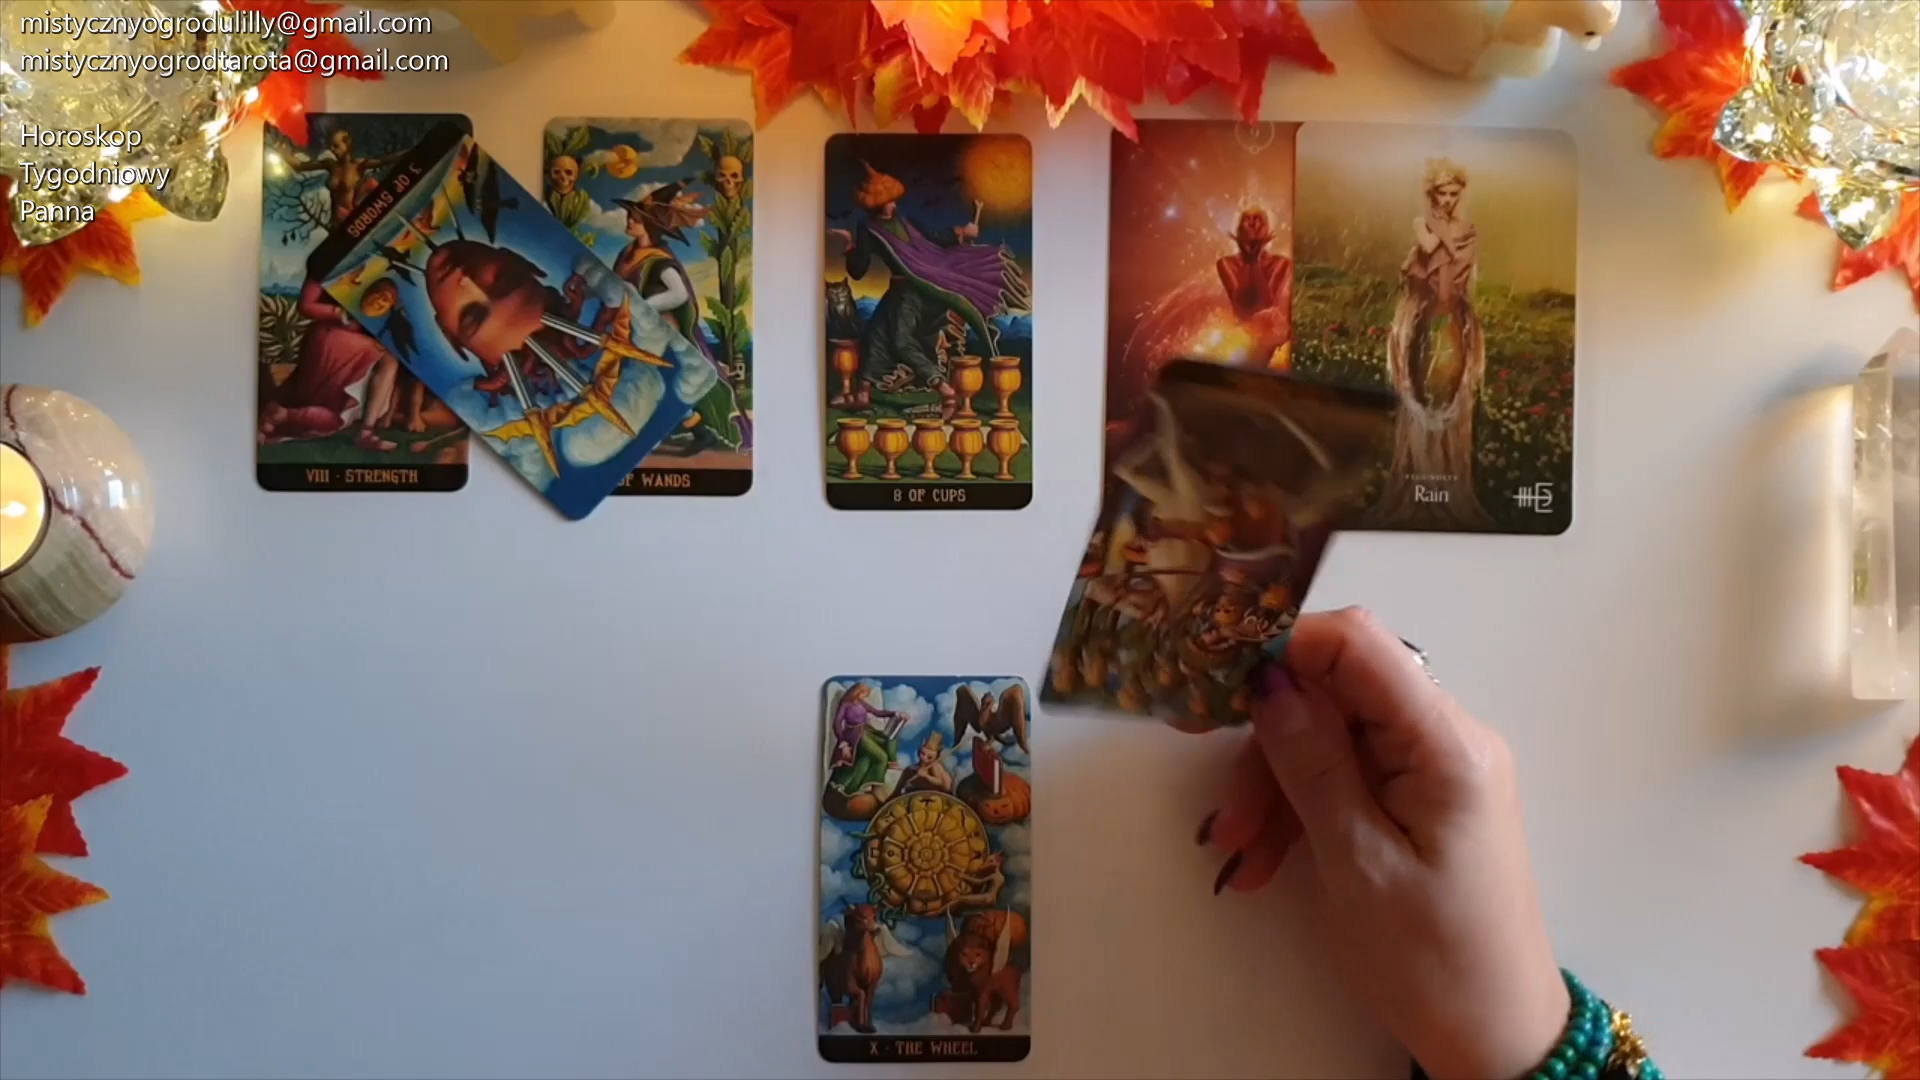 mistycznyogrodulilly@gmail.com
mistycznyogrodtarota@gmail.com
Horoskop
Tygodniowy
Panna
3 OF SWORDS
VIII · STRENGTH
OF WANDS
8 OF CUPS
Rain
X · THE WHEEL